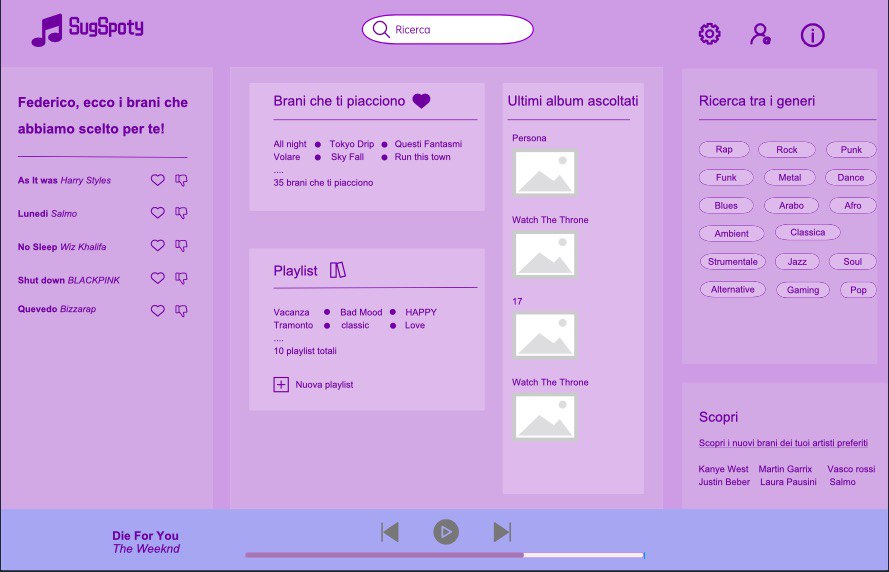 SugSpoty
Ricerca
Federico, ecco i brani che
abbiamo scelto per te!
As It was Harry Styles
Lunedì Salmo
No Sleep Wiz Khalifa
Shut down BLACKPINK
Quevedo Bizzarap
Brani che ti piacciono
All night Tokyo Drip Questi Fantasmi
Volare Sky Fall Run this town
....
35 brani che ti piacciono
Playlist
Vacanza Bad Mood HAPPY
Tramonto classic Love
....
10 playlist totali
Nuova playlist
Ultimi album ascoltati
Persona
Watch The Throne
17
Watch The Throne
Ricerca tra i generi
Rap Rock Punk
Funk Metal Dance
Blues Arabo Afro
Ambient Classica
Strumentale Jazz Soul
Alternative Gaming Pop
Scopri
Scopri i nuovi brani dei tuoi artisti preferiti
Kanye West Martin Garrix Vasco rossi
Justin Beber Laura Pausini Salmo
Die For You
The Weeknd